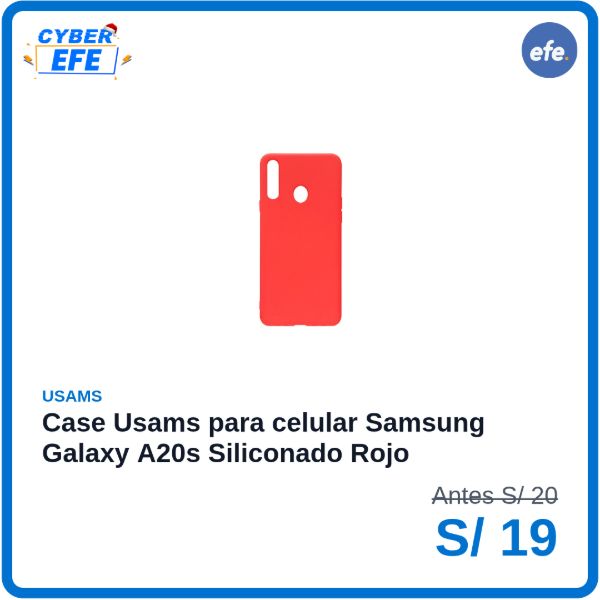 CYBER
EFE
efe.
USAMS
Case Usams para celular Samsung
Galaxy A20s Siliconado Rojo
Antes S/ 20
S/ 19